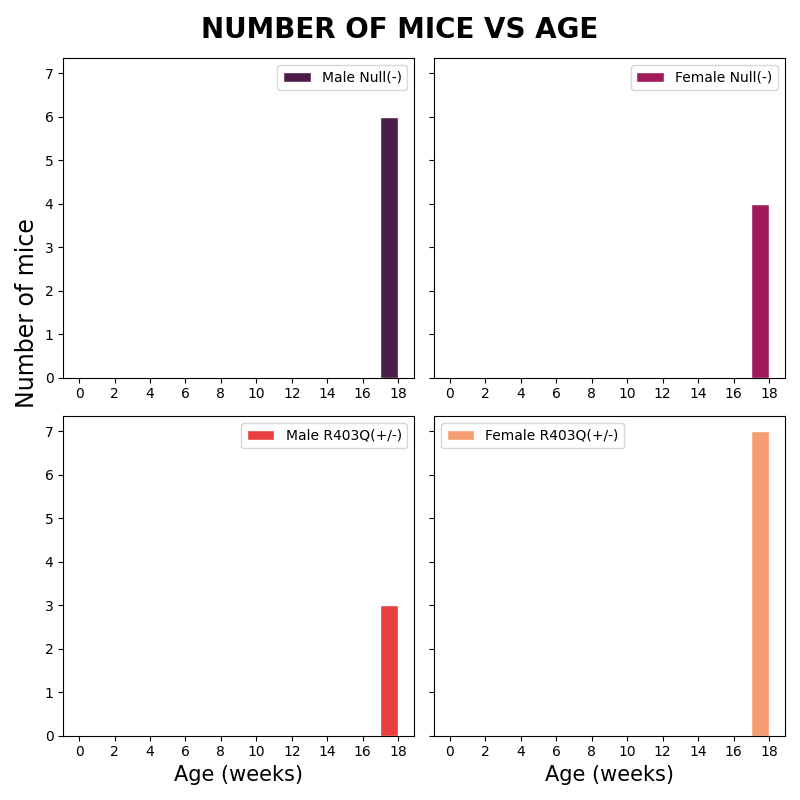 NUMBER OF MICE VS AGE
Male Null(-)
Female Null(-)
7
6
5
4
3
2
1
0
0 2 4 6 8 10 12 14 16 18
0 2 4 6 8 10 12 14 16 18
Number of mice
Male R403Q(+/-)
Female R403Q(+/-)
7
6
5
4
3
2
1
0
0 2 4 6 8 10 12 14 16 18
0 2 4 6 8 10 12 14 16 18
Age (weeks)
Age (weeks)